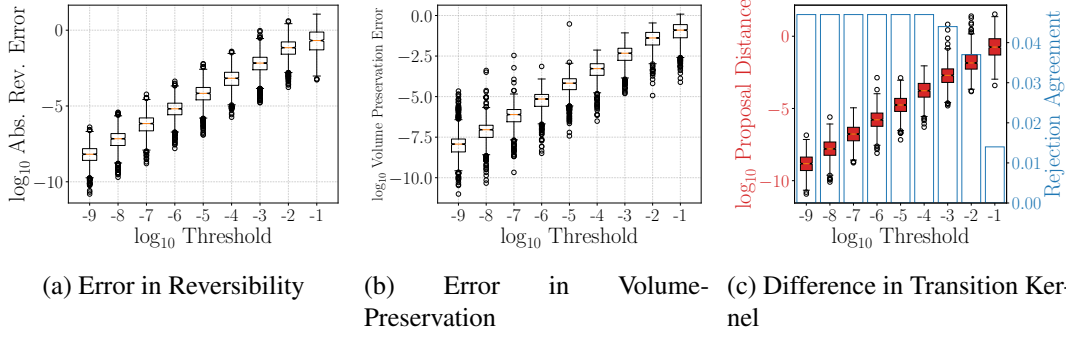 log₁₀ Abs. Rev. Error
0
−5
−10
-9 -8 -7 -6 -5 -4 -3 -2 -1
log₁₀ Threshold
(a) Error in Reversibility
log₁₀ Volume Preservation Error
0.0
−2.5
−5.0
−7.5
−10.0
-9 -8 -7 -6 -5 -4 -3 -2 -1
log₁₀ Threshold
(b) Error in Volume-
Preservation
log₁₀ Proposal Distance
0
−5
−10
0.04
0.03
0.02
0.01
0.00
Rejection Agreement
-9 -8 -7 -6 -5 -4 -3 -2 -1
log₁₀ Threshold
(c) Difference in Transition Ker-
nel